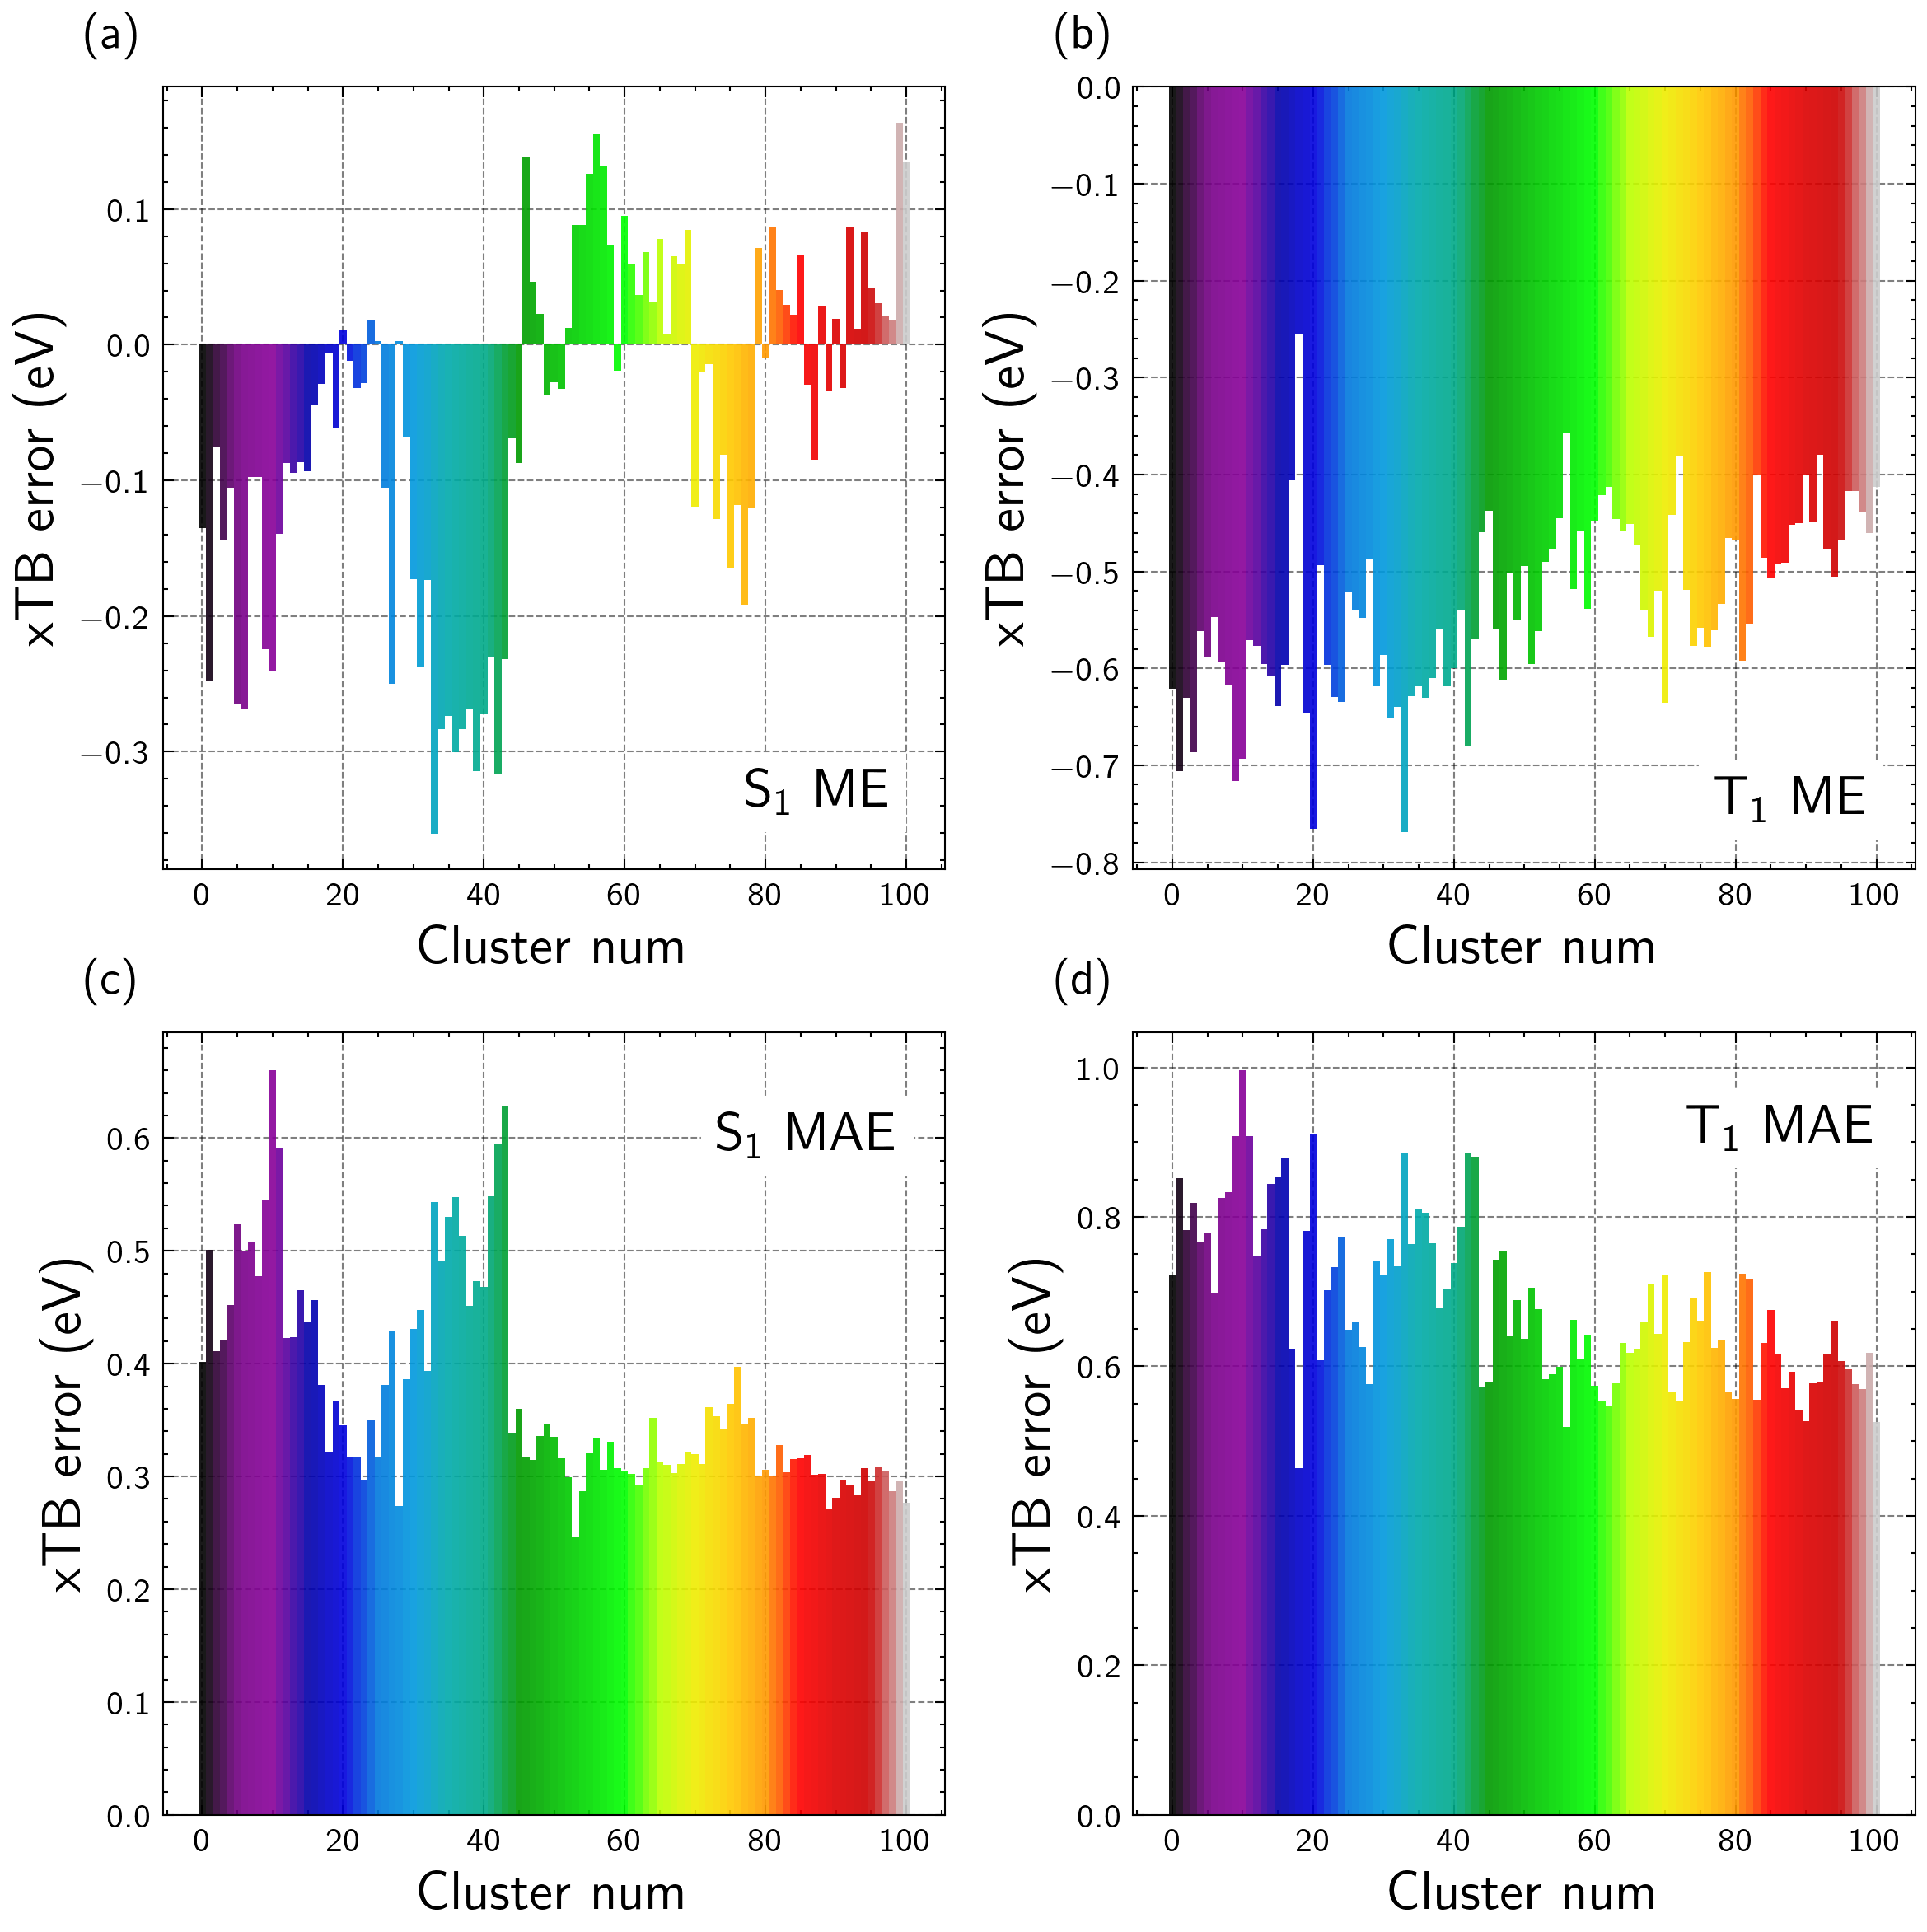 (a)
xTB error (eV)
0.1
0.0
−0.1
−0.2
−0.3
S₁ ME
0 20 40 60 80 100
Cluster num
(b)
xTB error (eV)
0.0
−0.1
−0.2
−0.3
−0.4
−0.5
−0.6
−0.7
−0.8
T₁ ME
0 20 40 60 80 100
Cluster num
(c)
xTB error (eV)
0.6
0.5
0.4
0.3
0.2
0.1
0.0
S₁ MAE
0 20 40 60 80 100
Cluster num
(d)
xTB error (eV)
1.0
0.8
0.6
0.4
0.2
0.0
T₁ MAE
0 20 40 60 80 100
Cluster num